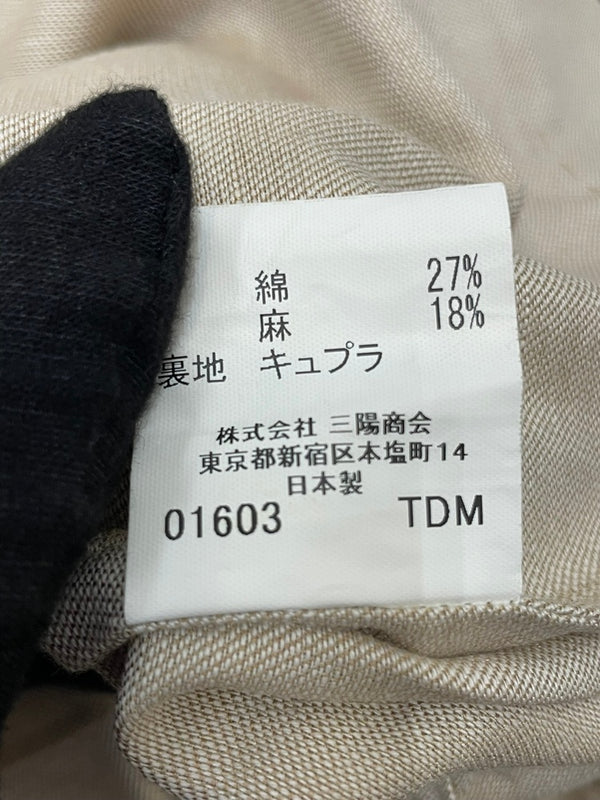 綿 27%
麻 18%
裏地 キュプラ
株式会社 三陽商会
東京都新宿区本塩町14
日本製
01603 TDM